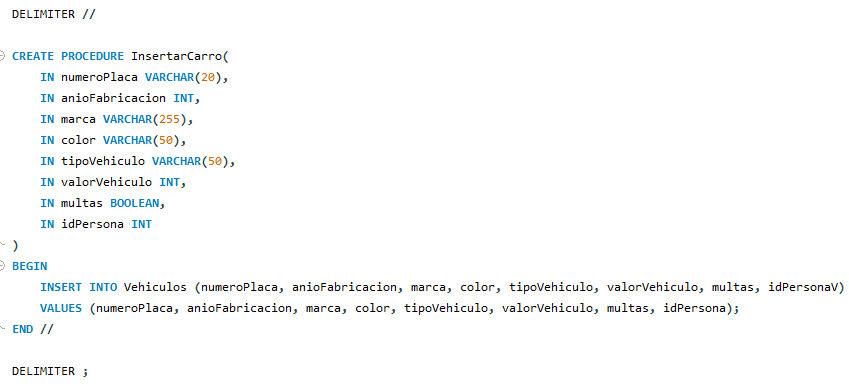 DELIMITER //
CREATE PROCEDURE InsertarCarro(
IN numeroPlaca VARCHAR(20),
IN anioFabricacion INT,
IN marca VARCHAR(255),
IN color VARCHAR(50),
IN tipoVehiculo VARCHAR(50),
IN valorVehiculo INT,
IN multas BOOLEAN,
IN idPersona INT
)
BEGIN
INSERT INTO Vehiculos (numeroPlaca, anioFabricacion, marca, color, tipoVehiculo, valorVehiculo, multas, idPersonaV)
VALUES (numeroPlaca, anioFabricacion, marca, color, tipoVehiculo, valorVehiculo, multas, idPersona);
END //
DELIMITER ;